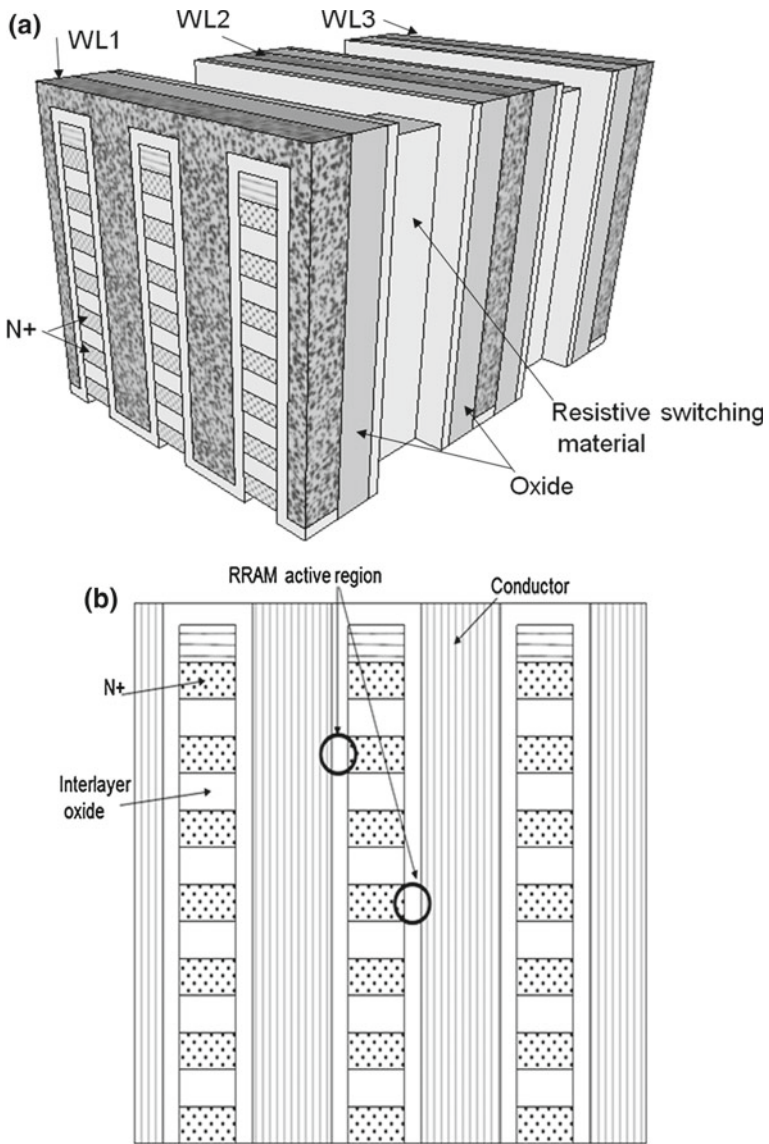 (a)
WL1
WL2
WL3
N+
Resistive switching
material
Oxide
(b)
RRAM active region
Conductor
N+
Interlayer
oxide